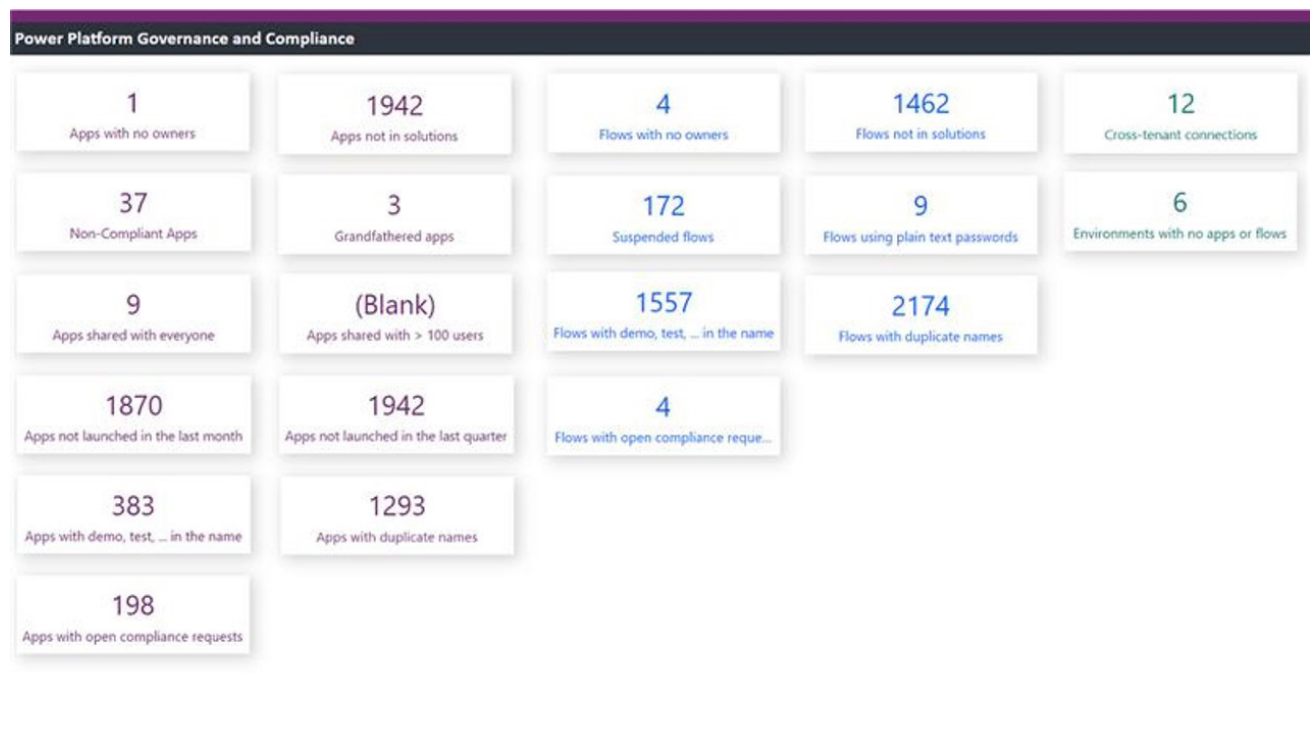 Power Platform Governance and Compliance
1
Apps with no owners
1942
Apps not in solutions
4
Flows with no owners
1462
Flows not in solutions
12
Cross-tenant connections
37
Non-Compliant Apps
3
Grandfathered apps
172
Suspended flows
9
Flows using plain text passwords
6
Environments with no apps or flows
9
Apps shared with everyone
(Blank)
Apps shared with > 100 users
1557
Flows with demo, test, ... in the name
2174
Flows with duplicate names
1870
Apps not launched in the last month
1942
Apps not launched in the last quarter
4
Flows with open compliance reque...
383
Apps with demo, test, ... in the name
1293
Apps with duplicate names
198
Apps with open compliance requests